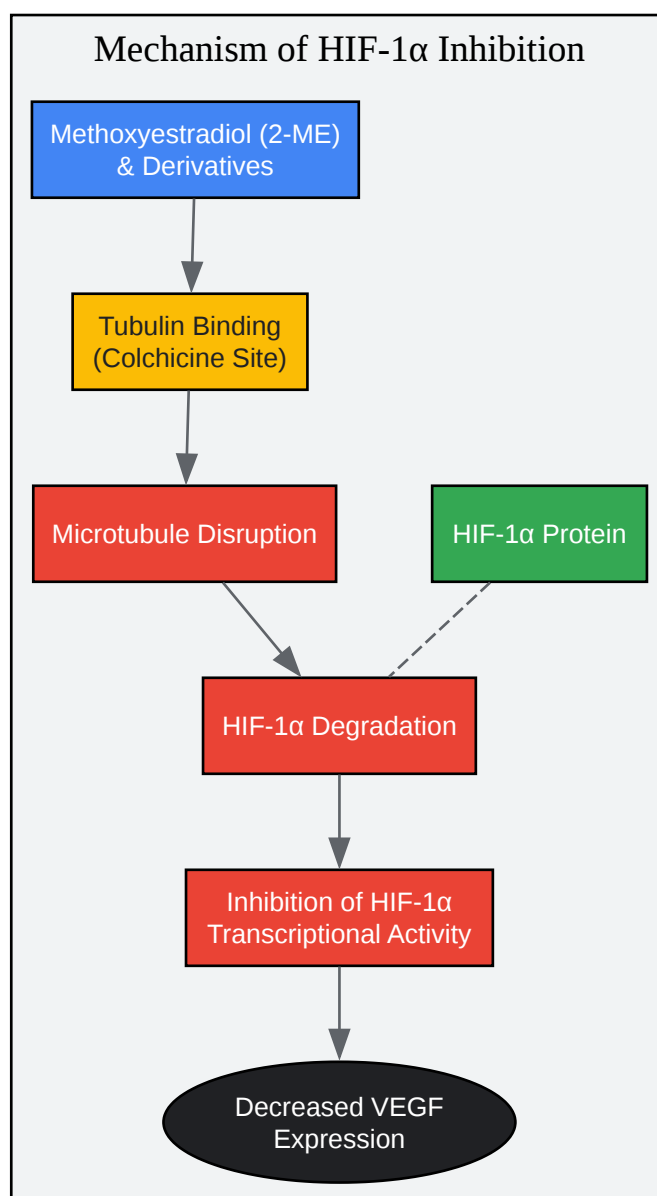 Mechanism of HIF-1α Inhibition
Methoxyestradiol (2-ME)
& Derivatives
Tubulin Binding
(Colchicine Site)
Microtubule Disruption
HIF-1α Protein
HIF-1α Degradation
Inhibition of HIF-1α
Transcriptional Activity
Decreased VEGF
Expression